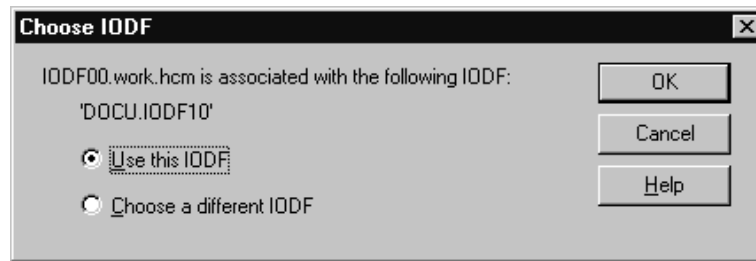 Choose IODF
IODF00.work.hcm is associated with the following IODF:
'DOCU.IODF10'
Use this IODF
Choose a different IODF
OK
Cancel
Help